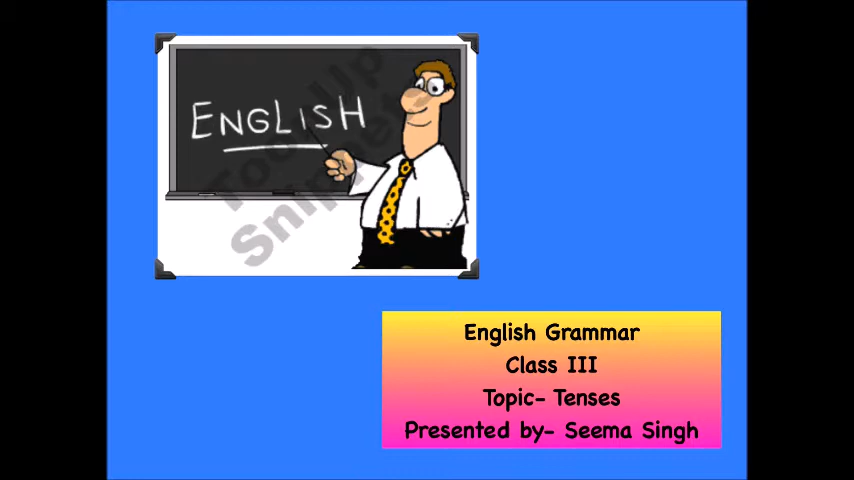 ENGLISH
English Grammar
Class III
Topic- Tenses
Presented by- Seema Singh